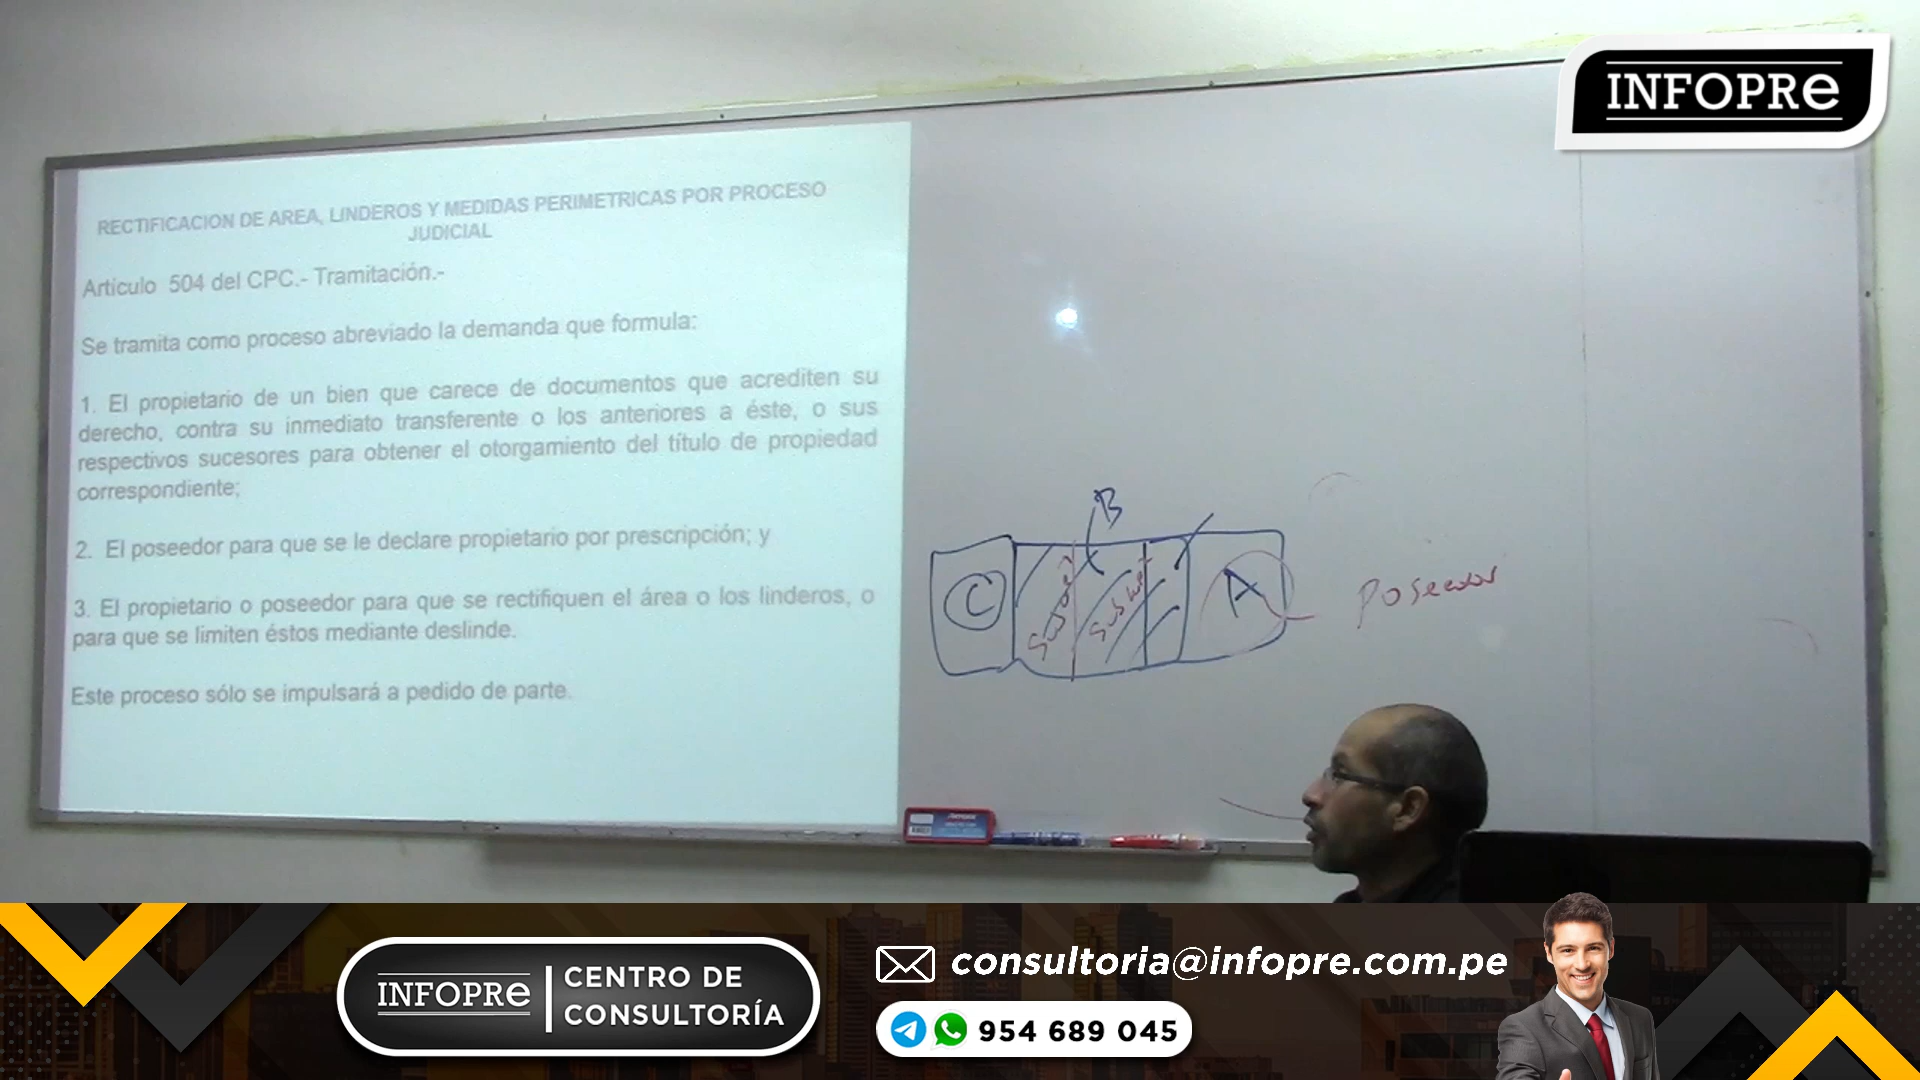 INFOPRe
RECTIFICACION DE AREA, LINDEROS Y MEDIDAS PERIMETRICAS POR PROCESO
JUDICIAL
Artículo 504 del CPC.- Tramitación.-
Se tramita como proceso abreviado la demanda que formula:
1. El propietario de un bien que carece de documentos que acrediten su
derecho, contra su inmediato transferente o los anteriores a éste, o sus
respectivos sucesores para obtener el otorgamiento del título de propiedad
correspondiente;
2. El poseedor para que se le declare propietario por prescripción; y
3. El propietario o poseedor para que se rectifiquen el área o los linderos, o
para que se limiten éstos mediante deslinde.
Este proceso sólo se impulsará a pedido de parte.
B
C
A
Poseedor
INFOPRe
CENTRO DE
CONSULTORÍA
consultoria@infopre.com.pe
954 689 045